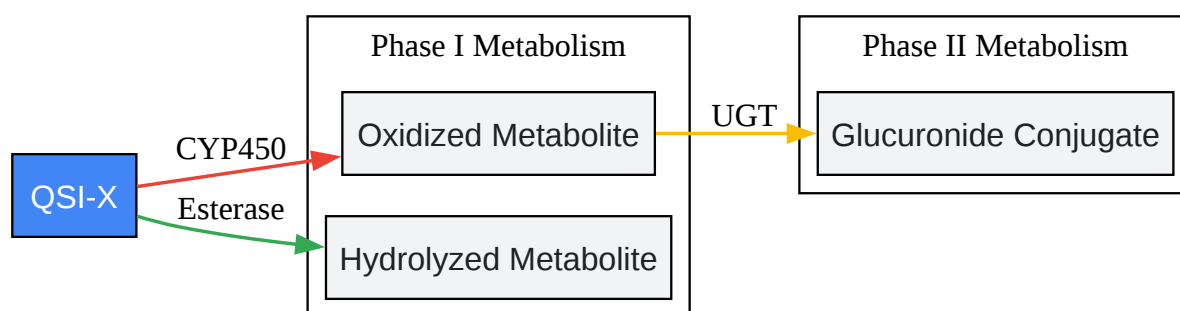 Phase I Metabolism
Phase II Metabolism
Oxidized Metabolite
UGT
Glucuronide Conjugate
CYP450
QSI-X
Esterase
Hydrolyzed Metabolite